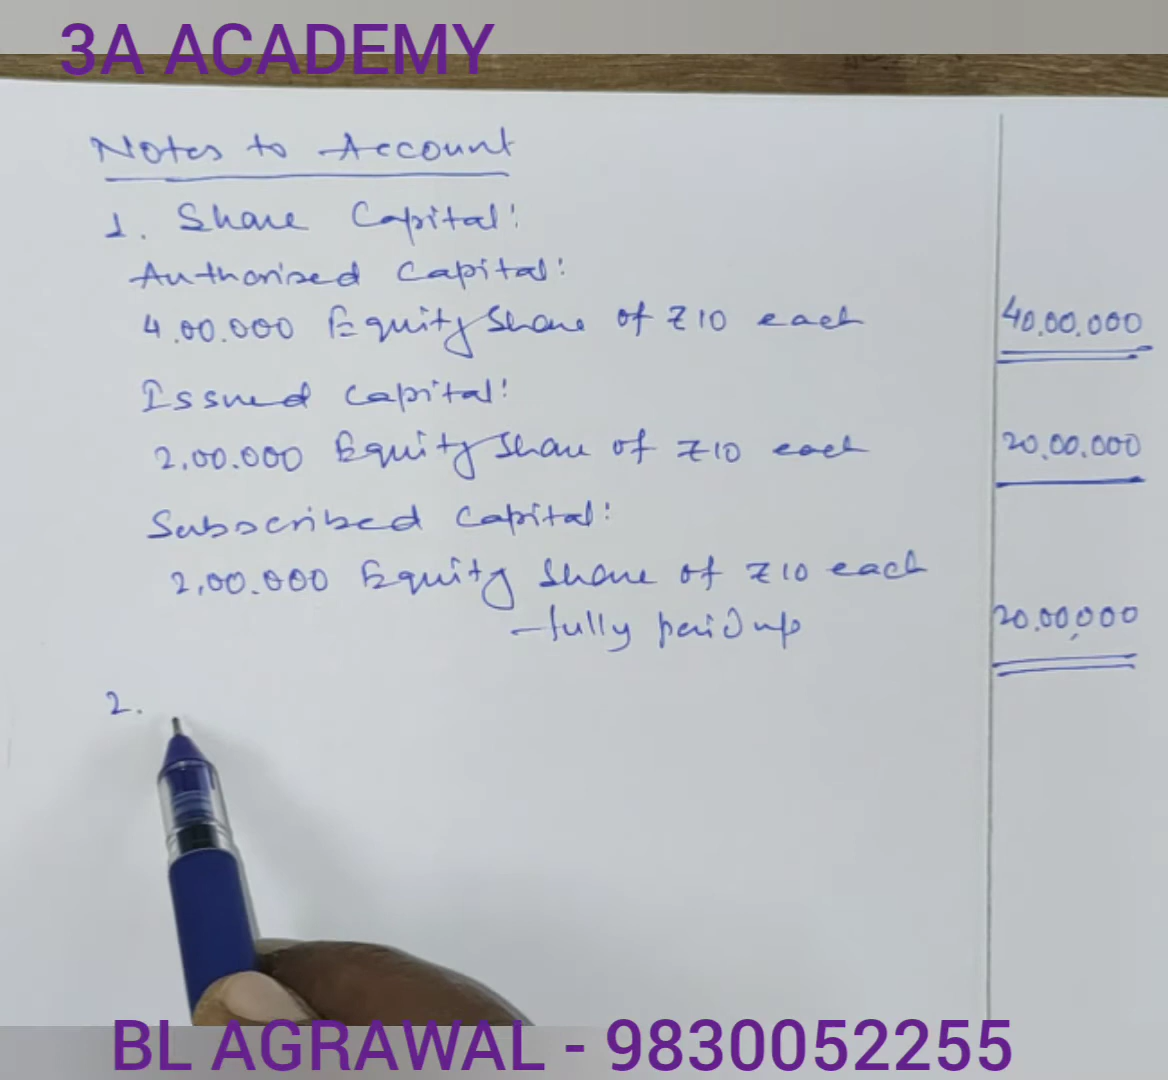 3A ACADEMY
Notes to Account
1. Share Capital:
Authorised Capital:
4.00.000 Equity Share of ₹10 each 40,00,000
Issued Capital:
2,00.000 Equity Share of ₹10 each 20,00,000
Subscribed Capital:
2,00.000 Equity Share of ₹10 each
- fully paid up 20,00,000
2.
BL AGRAWAL - 9830052255